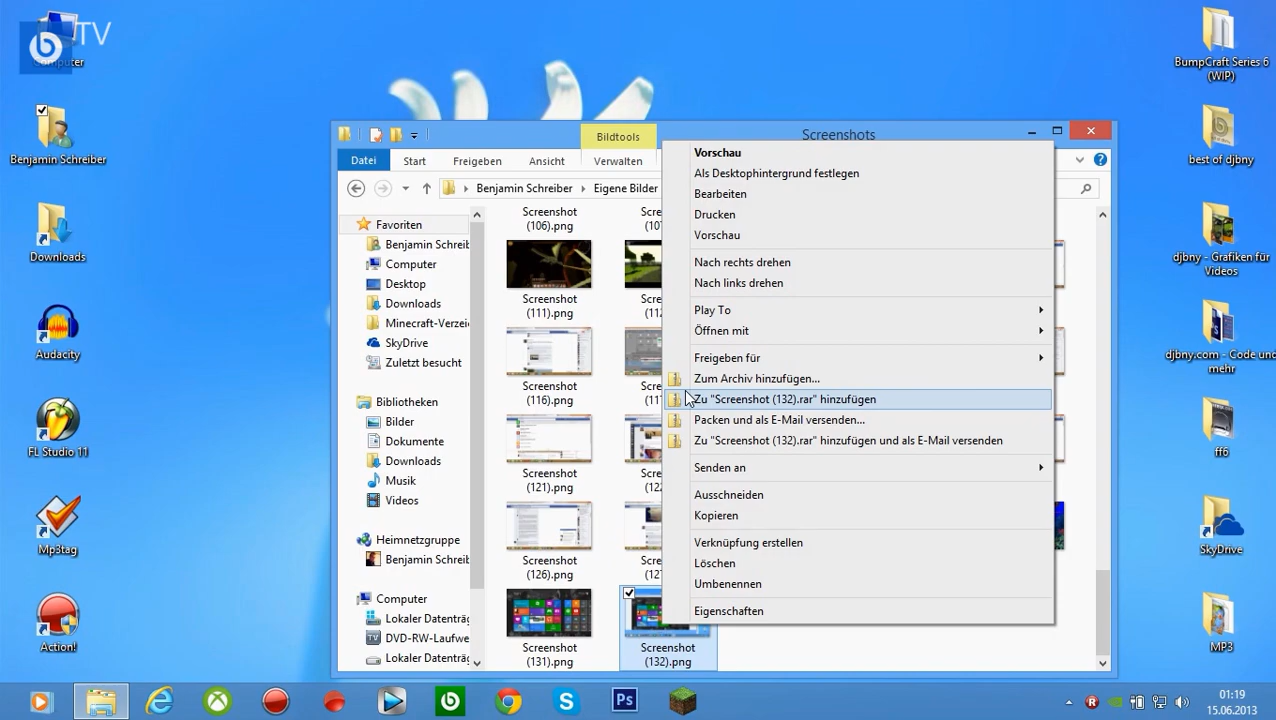 TV
Computer
Benjamin Schreiber
Downloads
Audacity
FL Studio 11
Mp3tag
Action!
Bildtools
Screenshots
Datei
Start
Freigeben
Ansicht
Verwalten
Benjamin Schreiber
Eigene Bilder
Favoriten
Benjamin Schreib
Computer
Desktop
Downloads
Minecraft-Verzei
SkyDrive
Zuletzt besucht
Bibliotheken
Bilder
Dokumente
Downloads
Musik
Videos
Heimnetzgruppe
Benjamin Schreib
Computer
Lokaler Datenträ
DVD-RW-Laufwe
Lokaler Datenträ
Screenshot
(106).png
Screenshot
(111).png
Screenshot
(116).png
Screenshot
(121).png
Screenshot
(126).png
Screenshot
(131).png
Screenshot
(132).png
Vorschau
Als Desktophintergrund festlegen
Bearbeiten
Drucken
Vorschau
Nach rechts drehen
Nach links drehen
Play To
Öffnen mit
Freigeben für
Zum Archiv hinzufügen...
Zu "Screenshot (132).rar" hinzufügen
Packen und als E-Mail versenden...
Zu "Screenshot (132).rar" hinzufügen und als E-Mail versenden
Senden an
Ausschneiden
Kopieren
Verknüpfung erstellen
Löschen
Umbenennen
Eigenschaften
BumpCraft Series 6
(WIP)
best of djbny
djbny - Grafiken für
Videos
djbny.com - Code und
mehr
ff6
SkyDrive
MP3
Ps
01:19
15.06.2013